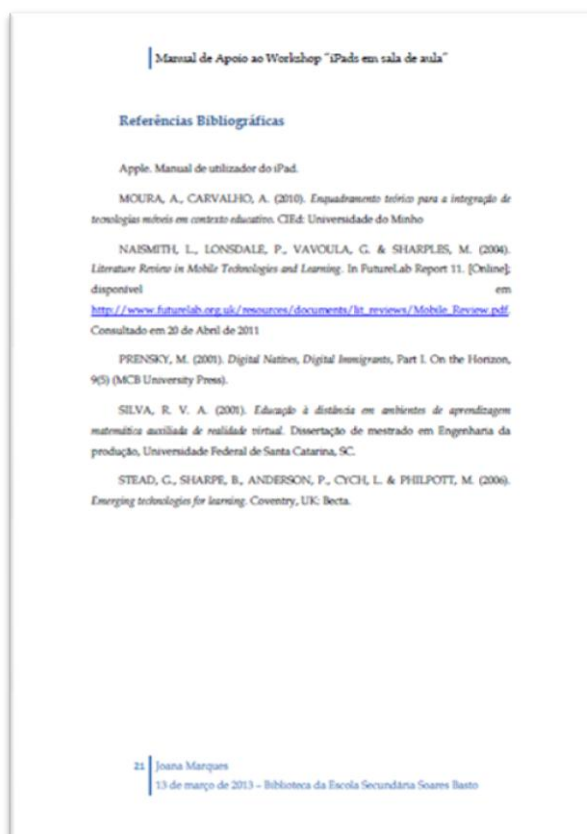 Manual de Apoio ao Workshop “iPads em sala de aula”
Referências Bibliográficas
Apple. Manual de utilizador do iPad.
MOURA, A., CARVALHO, A. (2010). Enquadramento teórico para a integração de
tecnologias móveis em contexto educativo. CIEd: Universidade do Minho
NAISMITH, L., LONSDALE, P., VAVOULA, G. & SHARPLES, M. (2004).
Literature Review in Mobile Technologies and Learning. In FutureLab Report 11. [Online];
disponível em
http://www.futurelab.org.uk/resources/documents/lit_reviews/Mobile_Review.pdf.
Consultado em 20 de Abril de 2011
PRENSKY, M. (2001). Digital Natives, Digital Immigrants, Part I. On the Horizon,
9(5) (MCB University Press).
SILVA, R. V. A. (2001). Educação à distância em ambientes de aprendizagem
matemática auxiliada de realidade virtual. Dissertação de mestrado em Engenharia da
produção, Universidade Federal de Santa Catarina, SC.
STEAD, G., SHARPE, B., ANDERSON, P., CYCH, L. & PHILPOTT, M. (2006).
Emerging technologies for learning. Coventry, UK: Becta.
21 Joana Marques
13 de março de 2013 – Biblioteca da Escola Secundária Soares Basto